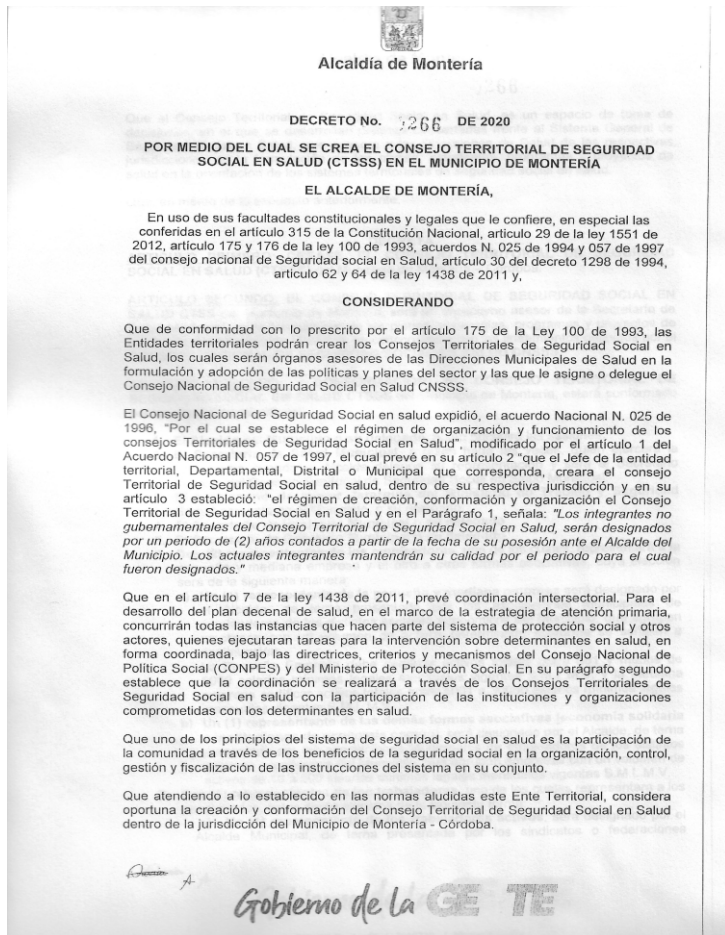 Alcaldía de Montería
DECRETO No. 0266 DE 2020
POR MEDIO DEL CUAL SE CREA EL CONSEJO TERRITORIAL DE SEGURIDAD
SOCIAL EN SALUD (CTSSS) EN EL MUNICIPIO DE MONTERÍA
EL ALCALDE DE MONTERÍA,
En uso de sus facultades constitucionales y legales que le confiere, en especial las
conferidas en el artículo 315 de la Constitución Nacional, articulo 29 de la ley 1551 de
2012, artículo 175 y 176 de la ley 100 de 1993, acuerdos N. 025 de 1994 y 057 de 1997
del consejo nacional de Seguridad social en Salud, artículo 30 del decreto 1298 de 1994,
articulo 62 y 64 de la ley 1438 de 2011 y,
CONSIDERANDO
Que de conformidad con lo prescrito por el artículo 175 de la Ley 100 de 1993, las
Entidades territoriales podrán crear los Consejos Territoriales de Seguridad Social en
Salud, los cuales serán órganos asesores de las Direcciones Municipales de Salud en la
formulación y adopción de las políticas y planes del sector y las que le asigne o delegue el
Consejo Nacional de Seguridad Social en Salud CNSSS.
El Consejo Nacional de Seguridad Social en salud expidió, el acuerdo Nacional N. 025 de
1996, "Por el cual se establece el régimen de organización y funcionamiento de los
consejos Territoriales de Seguridad Social en Salud", modificado por el artículo 1 del
Acuerdo Nacional N. 057 de 1997, el cual prevé en su artículo 2 "que el Jefe de la entidad
territorial, Departamental, Distrital o Municipal que corresponda, creara el consejo
Territorial de Seguridad Social en salud, dentro de su respectiva jurisdicción y en su
artículo 3 estableció: "el régimen de creación, conformación y organización el Consejo
Territorial de Seguridad Social en Salud y en el Parágrafo 1, señala: "Los integrantes no
gubernamentales del Consejo Territorial de Seguridad Social en Salud, serán designados
por un periodo de (2) años contados a partir de la fecha de su posesión ante el Alcalde del
Municipio. Los actuales integrantes mantendrán su calidad por el periodo para el cual
fueron designados."
Que en el artículo 7 de la ley 1438 de 2011, prevé coordinación intersectorial. Para el
desarrollo del plan decenal de salud, en el marco de la estrategia de atención primaria,
concurrirán todas las instancias que hacen parte del sistema de protección social y otros
actores, quienes ejecutaran tareas para la intervención sobre determinantes en salud, en
forma coordinada, bajo las directrices, criterios y mecanismos del Consejo Nacional de
Política Social (CONPES) y del Ministerio de Protección Social. En su parágrafo segundo
establece que la coordinación se realizará a través de los Consejos Territoriales de
Seguridad Social en salud con la participación de las instituciones y organizaciones
comprometidas con los determinantes en salud.
Que uno de los principios del sistema de seguridad social en salud es la participación de
la comunidad a través de los beneficios de la seguridad social en la organización, control,
gestión y fiscalización de las instrucciones del sistema en su conjunto.
Que atendiendo a lo establecido en las normas aludidas este Ente Territorial, considera
oportuna la creación y conformación del Consejo Territorial de Seguridad Social en Salud
dentro de la jurisdicción del Municipio de Montería - Córdoba.
Gobierno de la GE TE